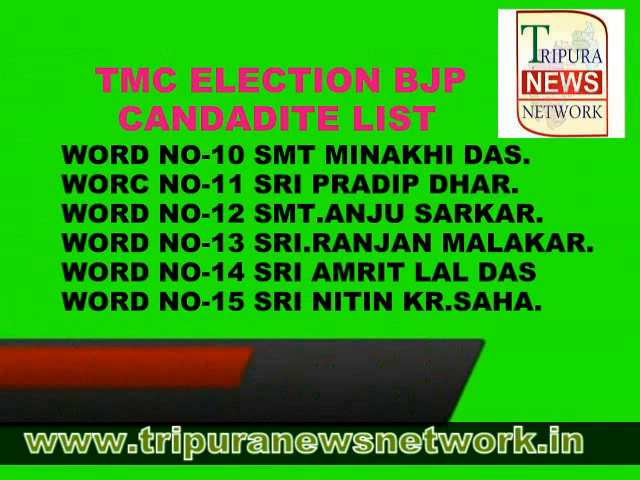 TRIPURA
NEWS
NETWORK
TMC ELECTION BJP
CANDADITE LIST
WORD NO-10 SMT MINAKHI DAS.
WORC NO-11 SRI PRADIP DHAR.
WORD NO-12 SMT.ANJU SARKAR.
WORD NO-13 SRI.RANJAN MALAKAR.
WORD NO-14 SRI AMRIT LAL DAS
WORD NO-15 SRI NITIN KR.SAHA.
www.tripuranewsnetwork.in